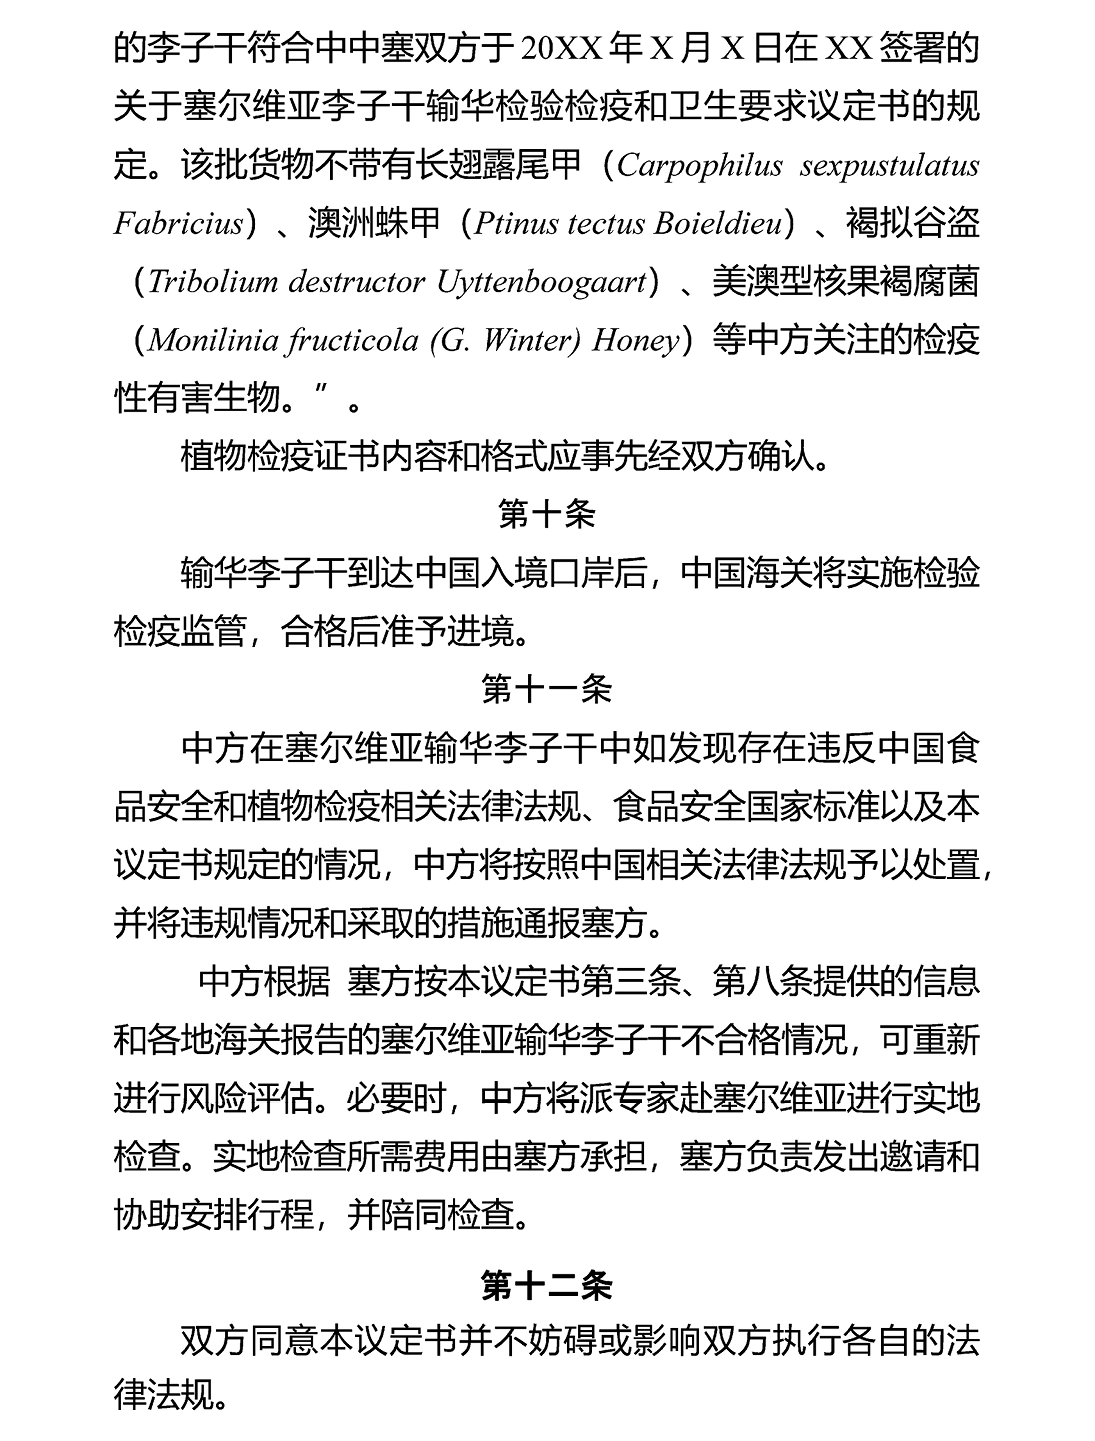 的李子干符合中中塞双方于 20XX 年 X 月 X 日在 XX 签署的
关于塞尔维亚李子干输华检验检疫和卫生要求议定书的规
定。该批货物不带有长翅露尾甲（Carpophilus sexpustulatus
Fabricius）、澳洲蛛甲（Ptinus tectus Boieldieu）、褐拟谷盗
（Tribolium destructor Uyttenboogaart）、美澳型核果褐腐菌
（Monilinia fructicola (G. Winter) Honey）等中方关注的检疫
性有害生物。”。
植物检疫证书内容和格式应事先经双方确认。
第十条
输华李子干到达中国入境口岸后，中国海关将实施检验
检疫监管，合格后准予进境。
第十一条
中方在塞尔维亚输华李子干中如发现存在违反中国食
品安全和植物检疫相关法律法规、食品安全国家标准以及本
议定书规定的情况，中方将按照中国相关法律法规予以处置，
并将违规情况和采取的措施通报塞方。
中方根据 塞方按本议定书第三条、第八条提供的信息
和各地海关报告的塞尔维亚输华李子干不合格情况，可重新
进行风险评估。必要时，中方将派专家赴塞尔维亚进行实地
检查。实地检查所需费用由塞方承担，塞方负责发出邀请和
协助安排行程，并陪同检查。
第十二条
双方同意本议定书并不妨碍或影响双方执行各自的法
律法规。